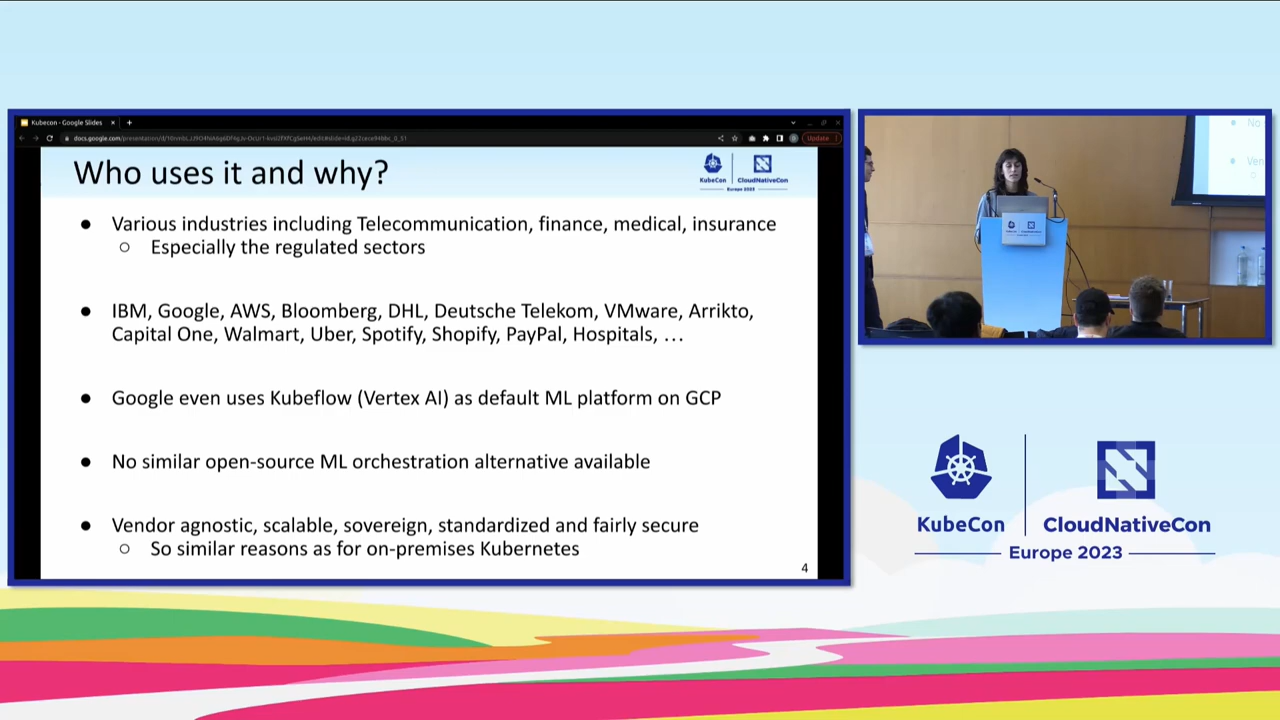 Kubecon - Google Slides
Update
Who uses it and why?
KubeCon
CloudNativeCon
Europe 2023
● Various industries including Telecommunication, finance, medical, insurance
○ Especially the regulated sectors
● IBM, Google, AWS, Bloomberg, DHL, Deutsche Telekom, VMware, Arrikto,
Capital One, Walmart, Uber, Spotify, Shopify, PayPal, Hospitals, …
● Google even uses Kubeflow (Vertex AI) as default ML platform on GCP
● No similar open-source ML orchestration alternative available
● Vendor agnostic, scalable, sovereign, standardized and fairly secure
○ So similar reasons as for on-premises Kubernetes
4
No
Ven
KubeCon
CloudNativeCon
Europe 2023